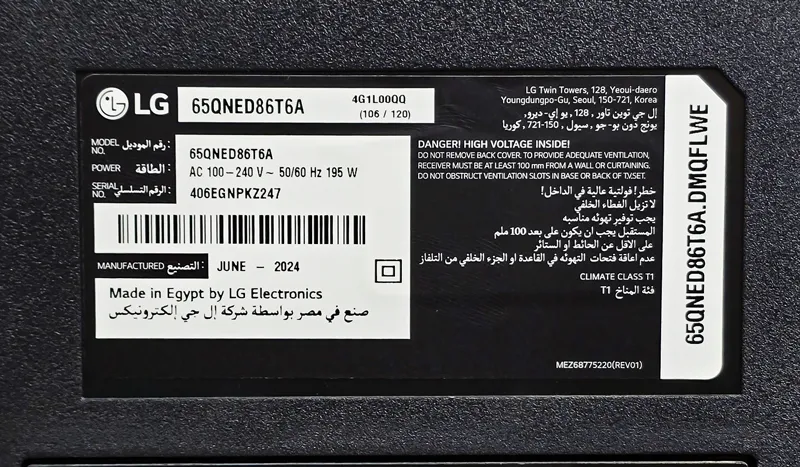 LG
65QNED86T6A
4G1L00QQ
(106 / 120)
LG Twin Towers, 128, Yeoui-daero
Youngdungpo-Gu, Seoul, 150-721, Korea
إل جي توين تاور , 128, يو إي-ديرو,
يونج دون بو-جو , سيول , 150-721, كوريا
MODEL NO. رقم الموديل :
65QNED86T6A
POWER الطاقة :
AC 100-240 V ~ 50/60 Hz 195 W
SERIAL NO. الرقم التسلسلي :
406EGNPKZ247
MANUFACTURED التصنيع :
JUNE - 2024
Made in Egypt by LG Electronics
صنع في مصر بواسطة شركة إل جي إلكترونيكس
DANGER! HIGH VOLTAGE INSIDE!
DO NOT REMOVE BACK COVER. TO PROVIDE ADEQUATE VENTILATION,
RECEIVER MUST BE AT LEAST 100 mm FROM A WALL OR CURTAINING.
DO NOT OBSTRUCT VENTILATION SLOTS IN BASE OR BACK OF T.V.SET.
خطر! فولتية عالية في الداخل!
لا تزيل الغطاء الخلفي
يجب توفير تهوئه مناسبه
المستقبل يجب ان يكون على بعد 100 ملم
على الاقل عن الحائط او الستائر
عدم اعاقة فتحات التهوئه في القاعدة او الجزء الخلفي من التلفاز
CLIMATE CLASS T1
فئة المناخ T1
MEZ68775220(REV01)
65QNED86T6A.DMQFLWE